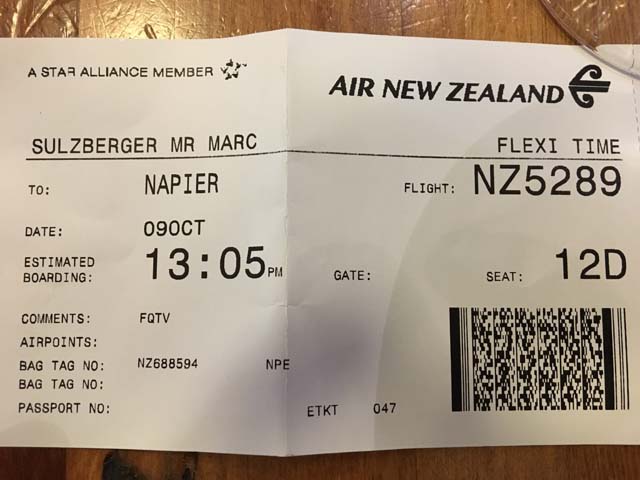 A STAR ALLIANCE MEMBER
AIR NEW ZEALAND
SULZBERGER MR MARC FLEXI TIME
TO: NAPIER FLIGHT: NZ5289
DATE: 09OCT
ESTIMATED BOARDING: 13:05PM GATE: SEAT: 12D
COMMENTS: FQTV
AIRPOINTS:
BAG TAG NO: NZ688594 NPE
BAG TAG NO:
PASSPORT NO: ETKT 047